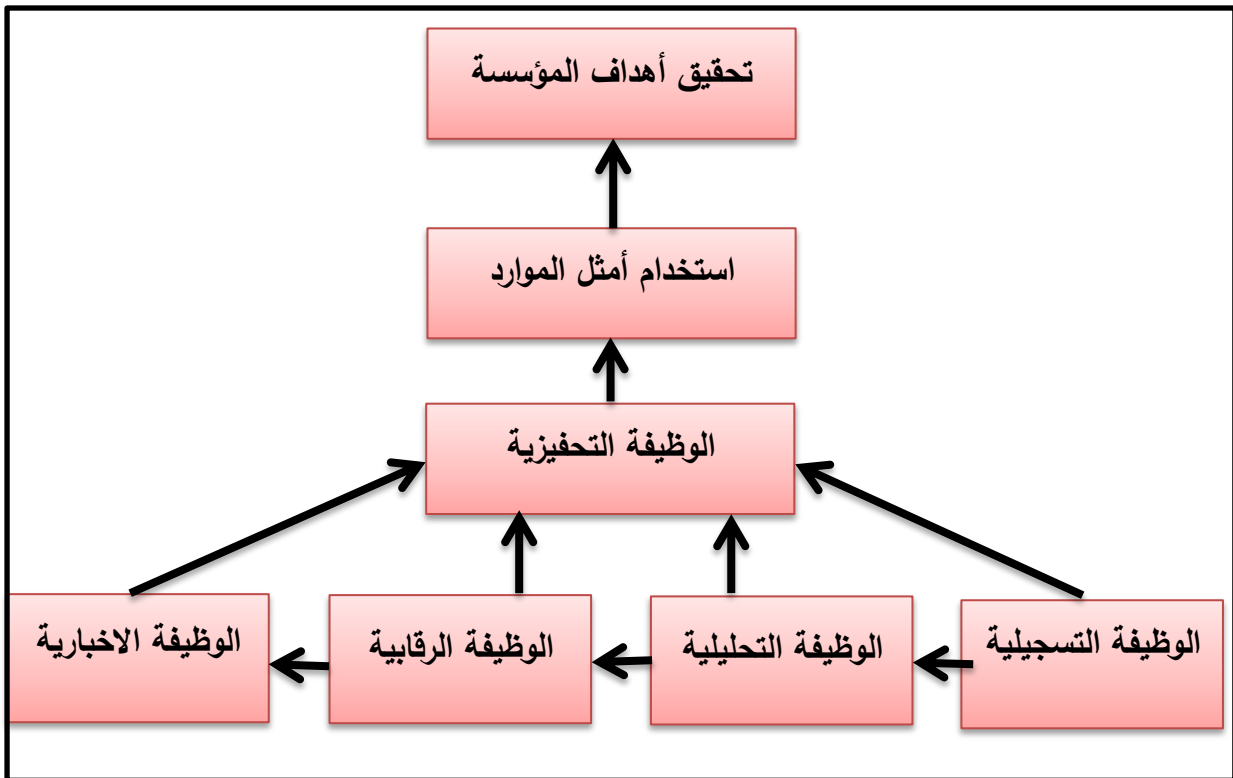 تحقيق أهداف المؤسسة
استخدام أمثل الموارد
الوظيفة التحفيزية
الوظيفة التسجيلية
الوظيفة التحليلية
الوظيفة الرقابية
الوظيفة الاخبارية